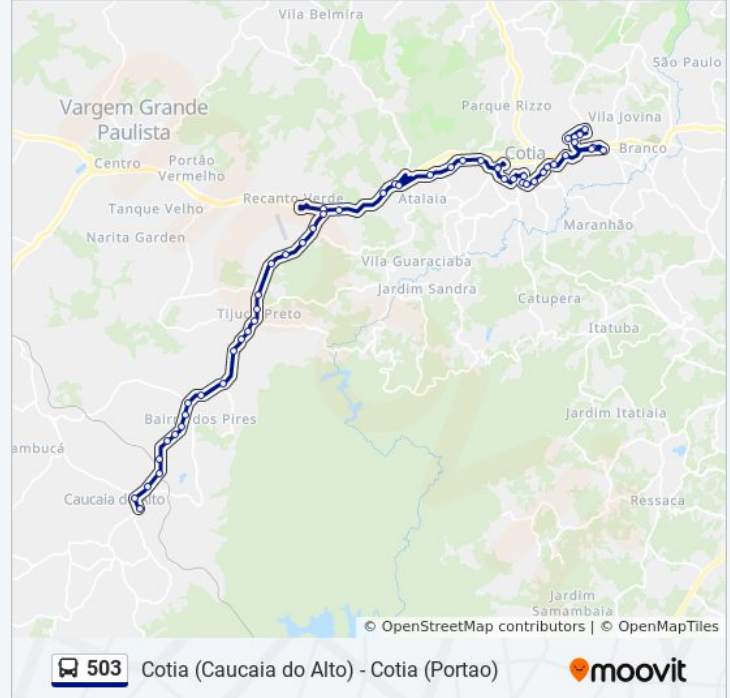 Vila Belmira
São Paulo
Vargem Grande
Paulista
Parque Rizzo
Vila Jovina
Centro
Portão
Vermelho
Cotia
Branco
Recanto Verde
Atalaia
Tanque Velho
Maranhão
Narita Garden
Vila Guaraciaba
Jardim Sandra
Catupera
Tijuco Preto
Itatuba
Jardim Itatiaia
Bairro dos Pires
ambucá
Caucaia do Alto
Ressaca
Jardim
Samambaia
© OpenStreetMap contributors | © OpenMapTiles
503 Cotia (Caucaia do Alto) - Cotia (Portao) moovit